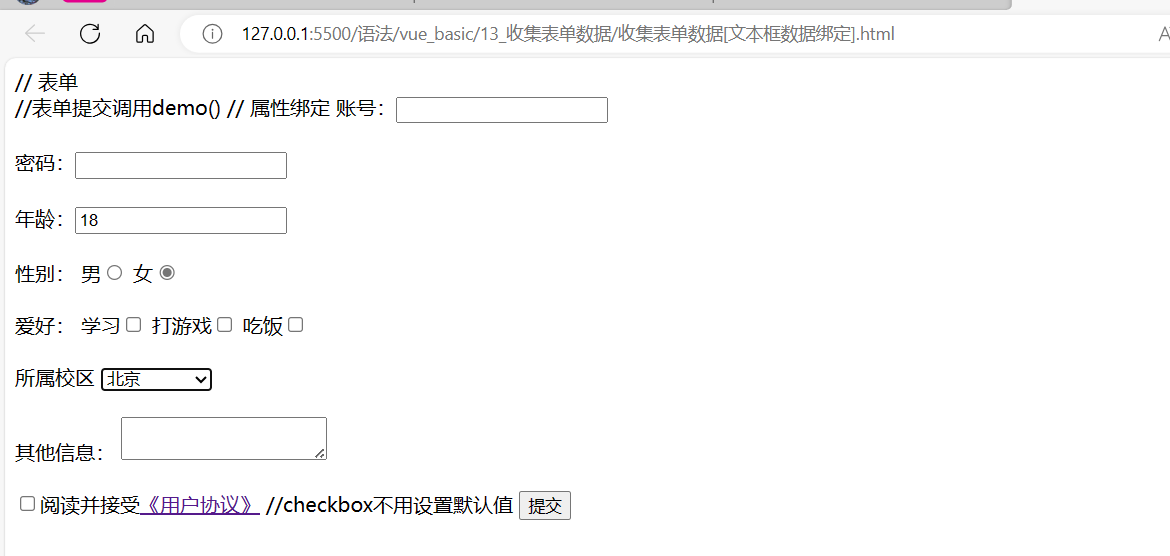 127.0.0.1:5500/语法/vue_basic/13_收集表单数据/收集表单数据[文本框数据绑定].html
// 表单
//表单提交调用demo() // 属性绑定 账号：
密码：
年龄：18
性别： 男 女
爱好： 学习 打游戏 吃饭
所属校区 北京
其他信息：
阅读并接受《用户协议》 //checkbox不用设置默认值 提交